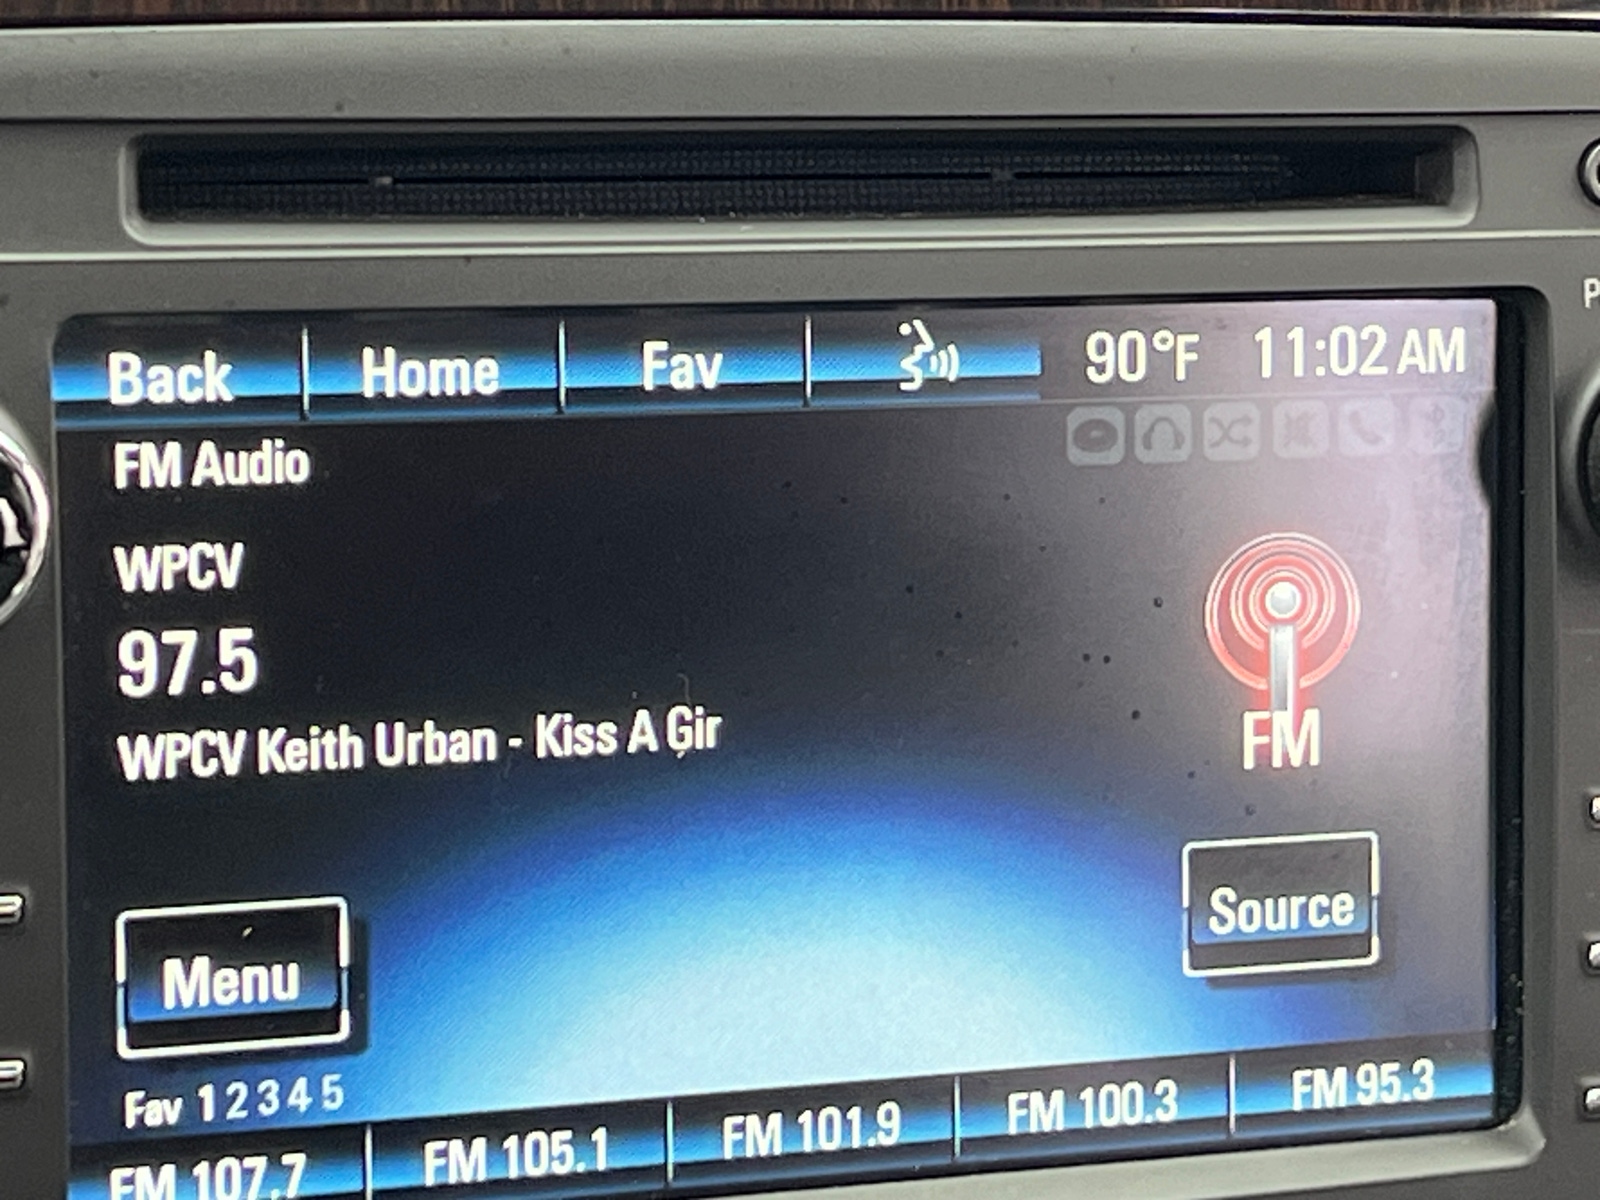 Back Home Fav 90°F 11:02 AM
FM Audio
WPCV
97.5
WPCV Keith Urban - Kiss A Gir
FM
Source
Menu
Fav 1 2 3 4 5
FM 107.7 FM 105.1 FM 101.9 FM 100.3 FM 95.3